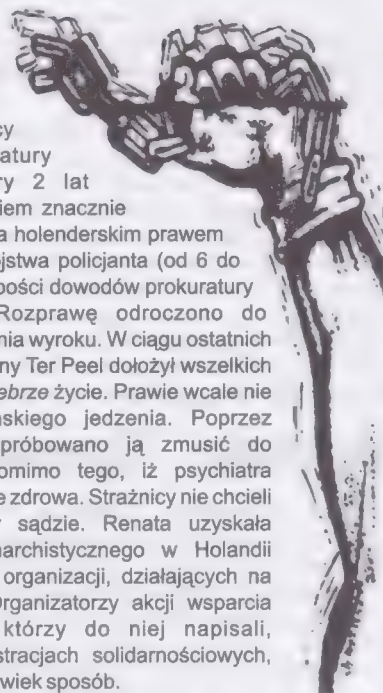 cy
atury
ry 2 lat
iem znacznie
a holenderskim prawem
jstwa policjanta (od 6 do
bości dowodów prokuratury
Rozprawę odroczono do
nia wyroku. W ciągu ostatnich
ny Ter Peel dołożył wszelkich
ebrze życie. Prawie wcale nie
ńskiego jedzenia. Poprzez
próbowano ją zmusić do
omimo tego, iż psychiatra
e zdrowa. Strażnicy nie chcieli
sądzie. Renata uzyskała
archistycznego w Holandii
organizacji, działających na
Organizatorzy akcji wsparcia
którzy do niej napisali,
stracjach solidarnościowych,
wiek sposób.